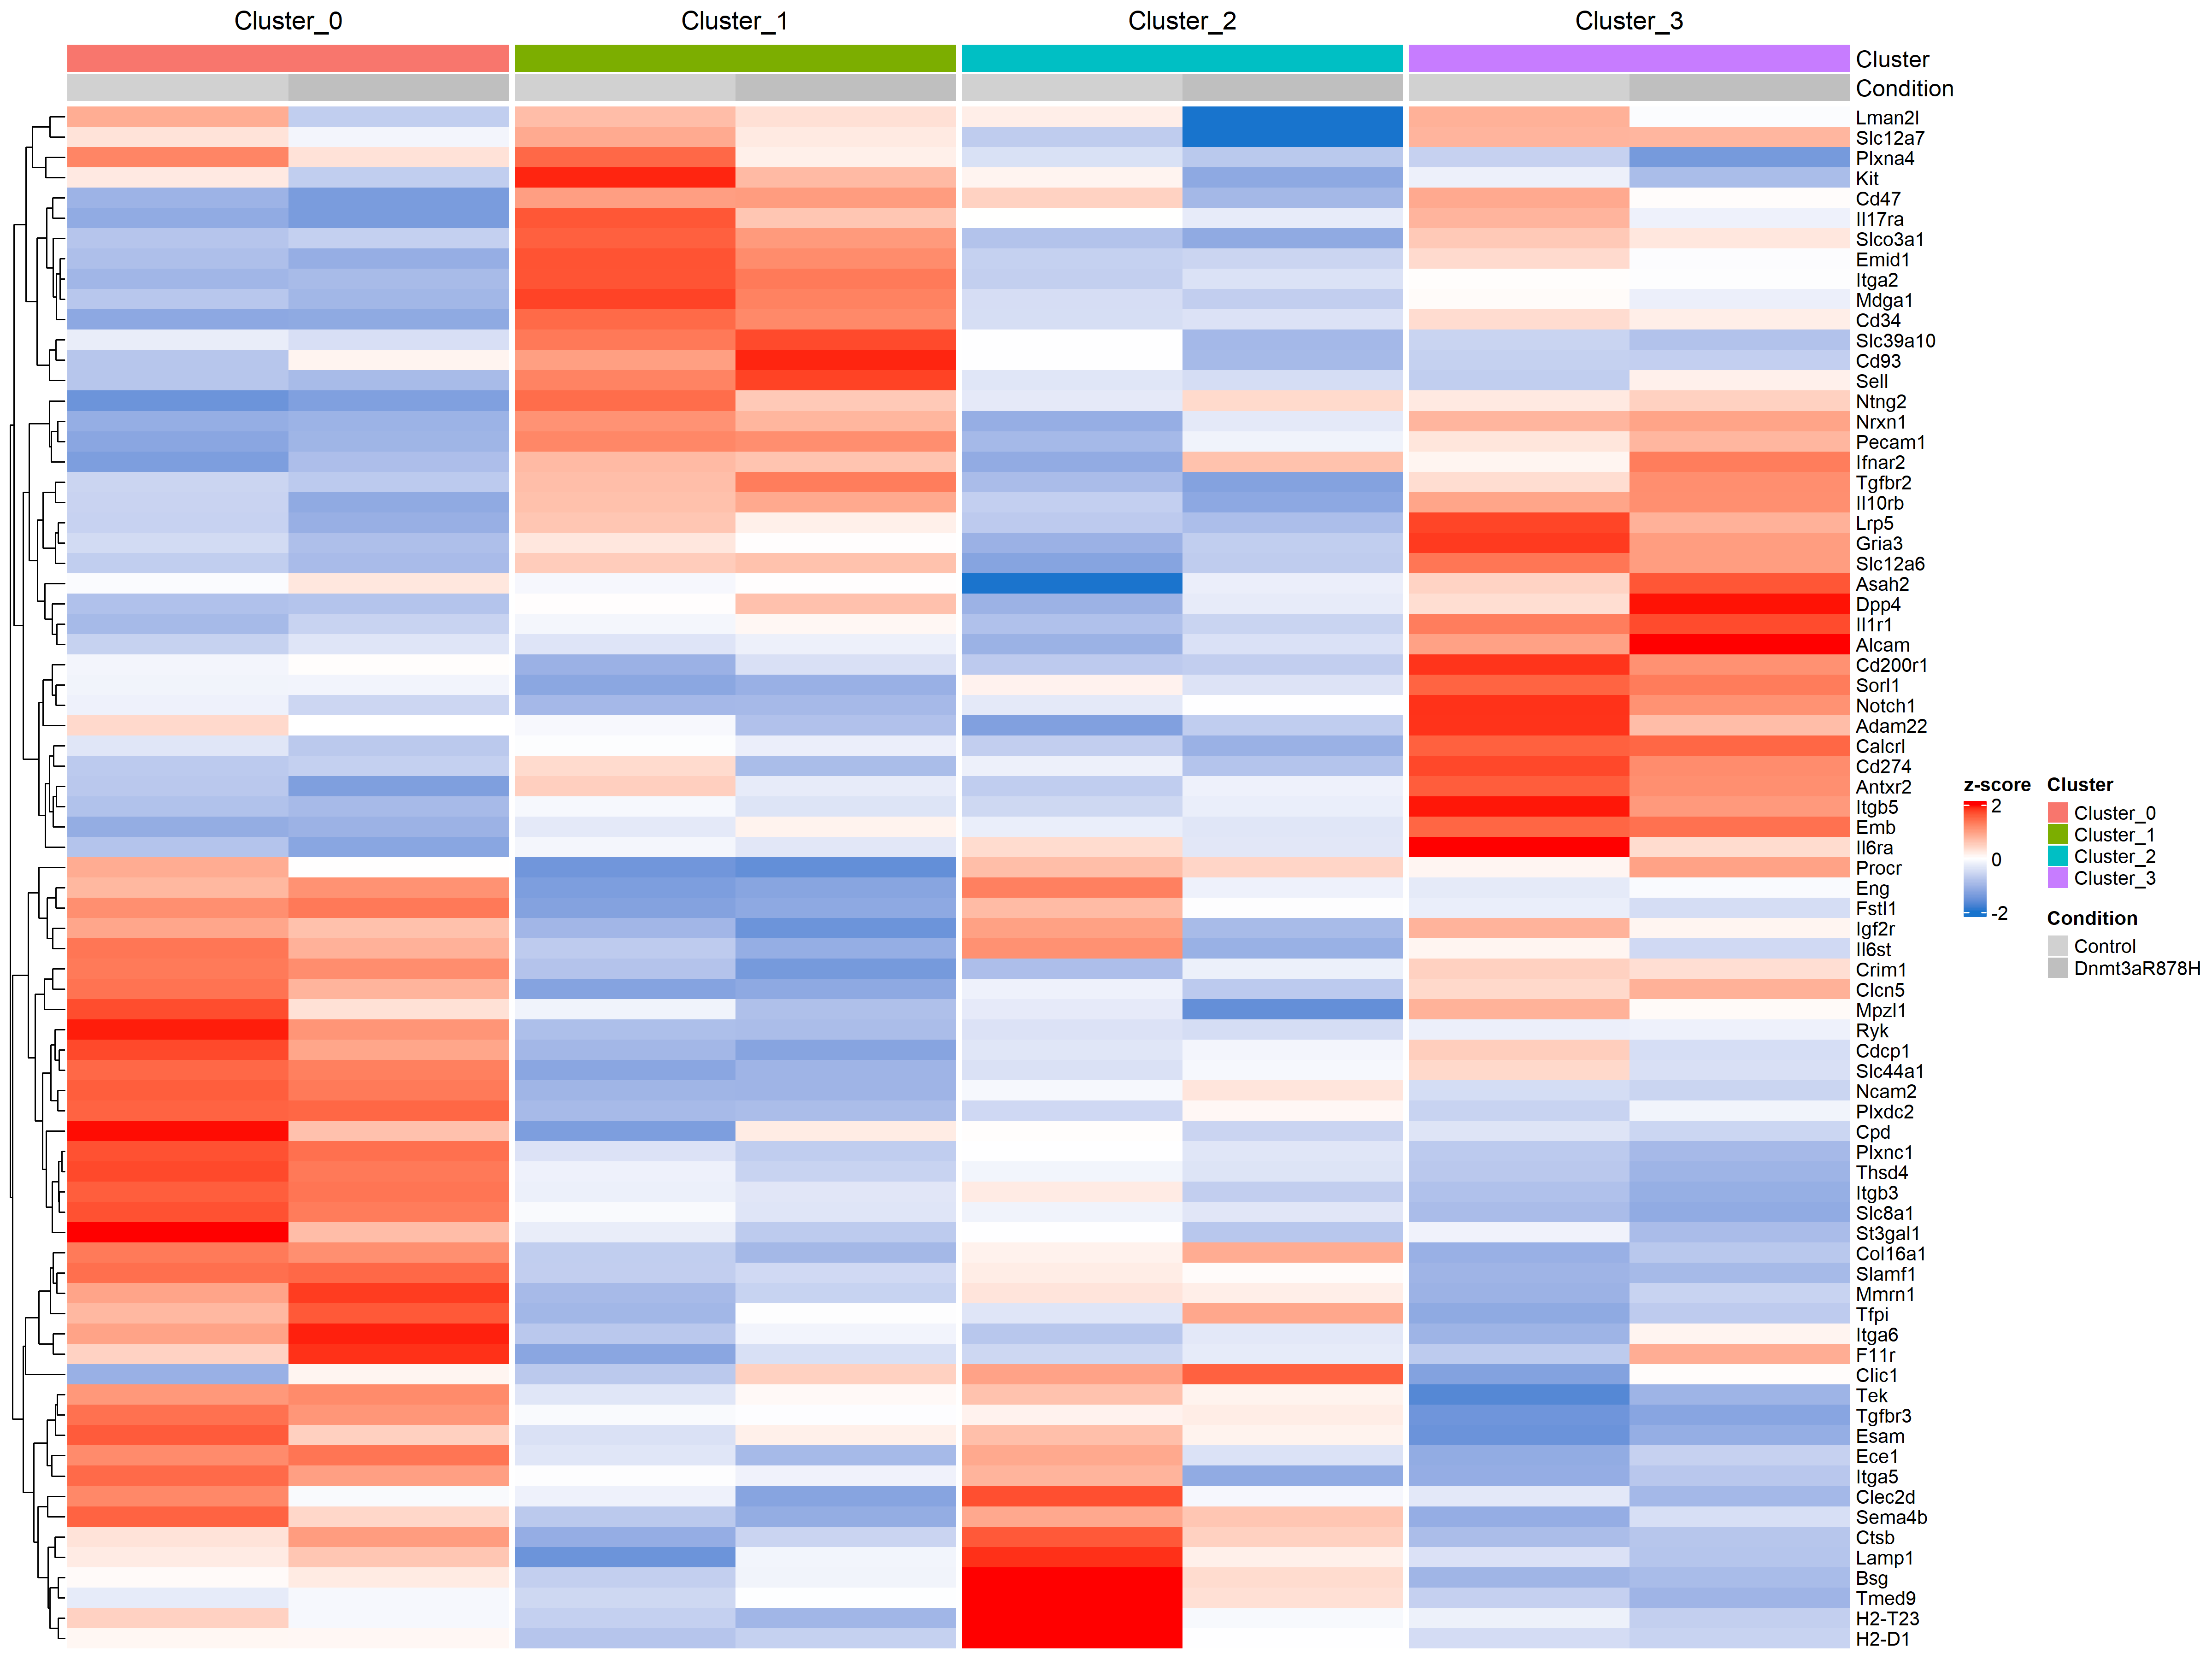 Cluster_0
Cluster_1
Cluster_2
Cluster_3
Cluster
Condition
Lman2l
Slc12a7
Plxna4
Kit
Cd47
Il17ra
Slco3a1
Emid1
Itga2
Mdga1
Cd34
Slc39a10
Cd93
Sell
Ntng2
Nrxn1
Pecam1
Ifnar2
Tgfbr2
Il10rb
Lrp5
Gria3
Slc12a6
Asah2
Dpp4
Il1r1
Alcam
Cd200r1
Sorl1
Notch1
Adam22
Calcrl
Cd274
Antxr2
Itgb5
Emb
Il6ra
Procr
Eng
Fstl1
Igf2r
Il6st
Crim1
Clcn5
Mpzl1
Ryk
Cdcp1
Slc44a1
Ncam2
Plxdc2
Cpd
Plxnc1
Thsd4
Itgb3
Slc8a1
St3gal1
Col16a1
Slamf1
Mmrn1
Tfpi
Itga6
F11r
Clic1
Tek
Tgfbr3
Esam
Ece1
Itga5
Clec2d
Sema4b
Ctsb
Lamp1
Bsg
Tmed9
H2-T23
H2-D1
z-score
2
0
-2
Cluster
Cluster_0
Cluster_1
Cluster_2
Cluster_3
Condition
Control
Dnmt3aR878H